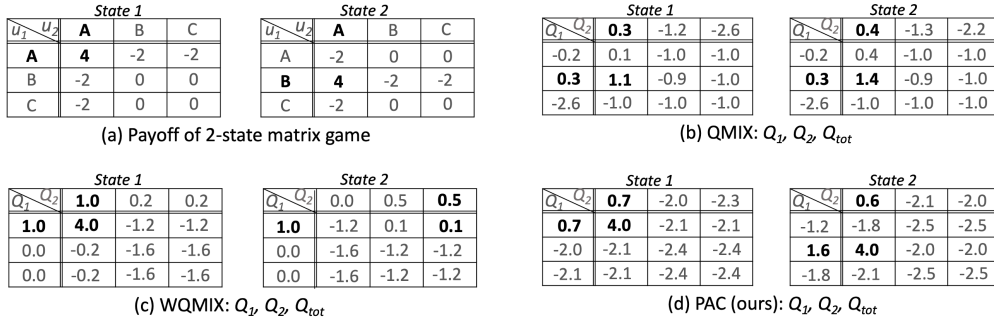 State 1
u1 u2 A B C
A 4 -2 -2
B -2 0 0
C -2 0 0
State 2
u1 u2 A B C
A -2 0 0
B 4 -2 -2
C -2 0 0
(a) Payoff of 2-state matrix game
State 1
Q1 Q2 0.3 -1.2 -2.6
-0.2 0.1 -1.0 -1.0
0.3 1.1 -0.9 -1.0
-2.6 -1.0 -1.0 -1.0
State 2
Q1 Q2 0.4 -1.3 -2.2
-0.2 0.4 -1.0 -1.0
0.3 1.4 -0.9 -1.0
-2.6 -1.0 -1.0 -1.0
(b) QMIX: Q1, Q2, Qtot
State 1
Q1 Q2 1.0 0.2 0.2
1.0 4.0 -1.2 -1.2
0.0 -0.2 -1.6 -1.6
0.0 -0.2 -1.6 -1.6
State 2
Q1 Q2 0.0 0.5 0.5
1.0 -1.2 0.1 0.1
0.0 -1.6 -1.2 -1.2
0.0 -1.6 -1.2 -1.2
(c) WQMIX: Q1, Q2, Qtot
State 1
Q1 Q2 0.7 -2.0 -2.3
0.7 4.0 -2.1 -2.1
-2.0 -2.1 -2.4 -2.4
-2.1 -2.1 -2.4 -2.4
State 2
Q1 Q2 0.6 -2.1 -2.0
-1.2 -1.8 -2.5 -2.5
1.6 4.0 -2.0 -2.0
-1.8 -2.1 -2.5 -2.5
(d) PAC (ours): Q1, Q2, Qtot